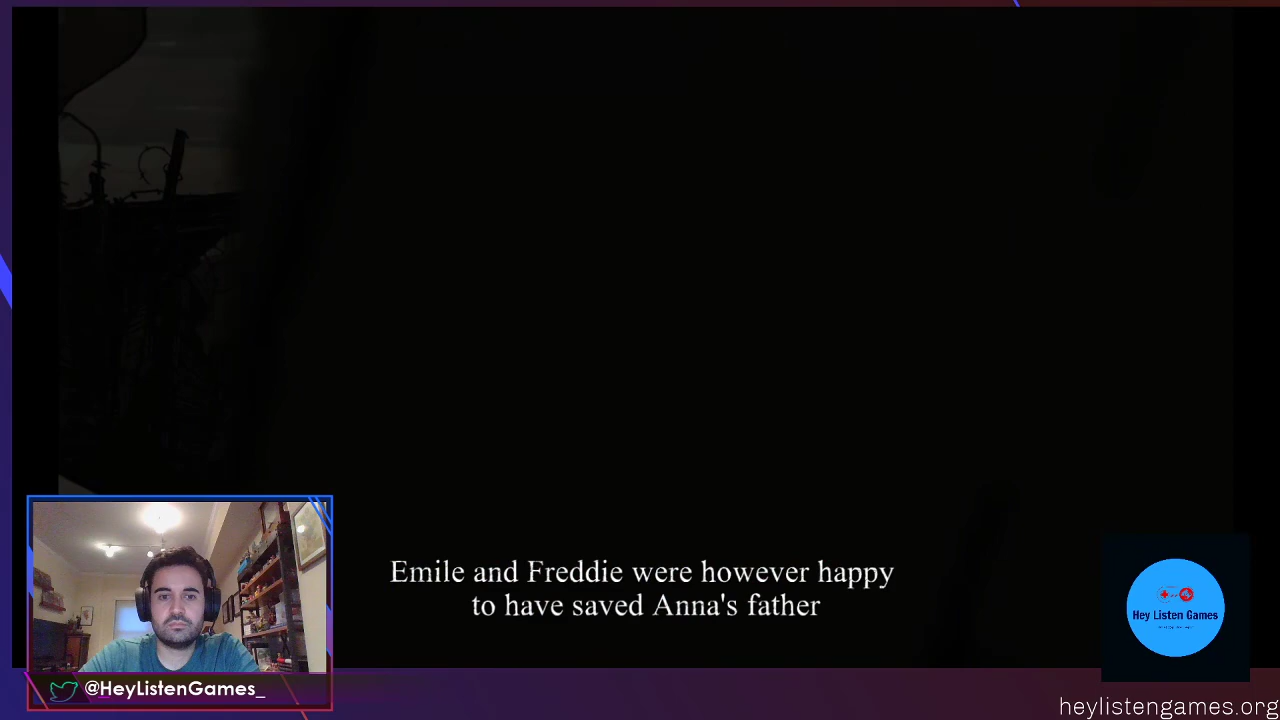 Emile and Freddie were however happy
to have saved Anna's father
Hey Listen Games
@HeyListenGames_
heylistengames.org